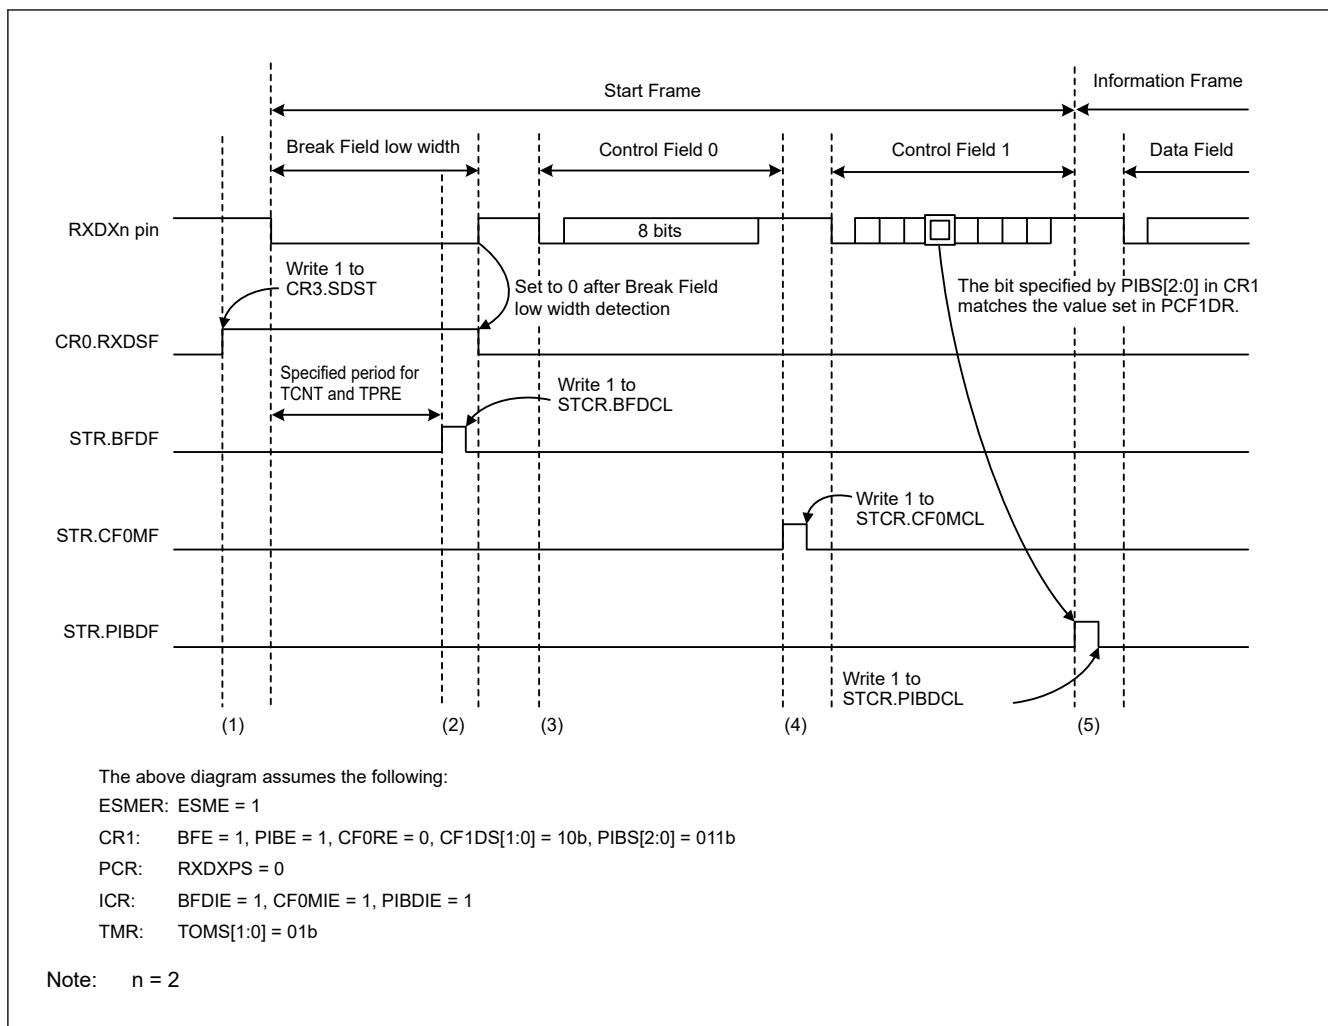 Start Frame
Information Frame
Break Field low width
Control Field 0
Control Field 1
Data Field
RXDXn pin
8 bits
Write 1 to
CR3.SDST
Set to 0 after Break Field
low width detection
The bit specified by PIBS[2:0] in CR1
matches the value set in PCF1DR.
CR0.RXDSF
Specified period for
TCNT and TPRE
Write 1 to
STCR.BFDCL
STR.BFDF
Write 1 to
STCR.CF0MCL
STR.CF0MF
STR.PIBDF
Write 1 to
STCR.PIBDCL
(1)
(2)
(3)
(4)
(5)
The above diagram assumes the following:
ESMER: ESME = 1
CR1: BFE = 1, PIBE = 1, CF0RE = 0, CF1DS[1:0] = 10b, PIBS[2:0] = 011b
PCR: RXDXPS = 0
ICR: BFDIE = 1, CF0MIE = 1, PIBDIE = 1
TMR: TOMS[1:0] = 01b
Note: n = 2